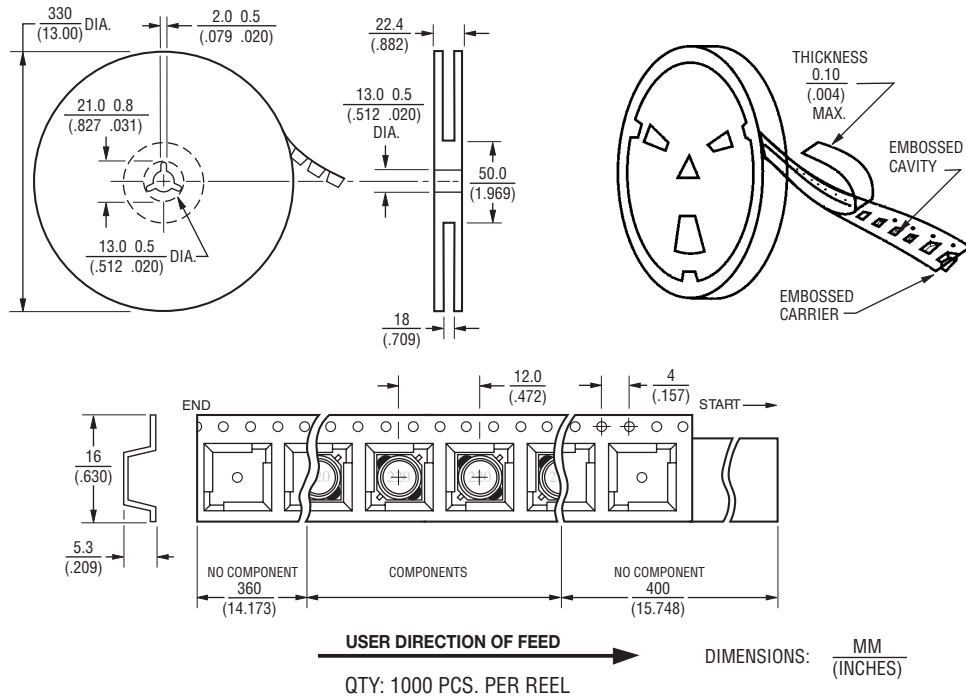 330
(13.00)
DIA.
2.0 0.5
(.079 .020)
22.4
(.882)
21.0 0.8
(.827 .031)
13.0 0.5
(.512 .020)
DIA.
50.0
(1.969)
13.0 0.5
(.512 .020)
DIA.
18
(.709)
THICKNESS
0.10
(.004)
MAX.
EMBOSSED
CAVITY
EMBOSSED
CARRIER
12.0
(.472)
4
(.157)
END
START
16
(.630)
5.3
(.209)
NO COMPONENT
360
(14.173)
COMPONENTS
NO COMPONENT
400
(15.748)
USER DIRECTION OF FEED
QTY: 1000 PCS. PER REEL
DIMENSIONS:
MM
(INCHES)